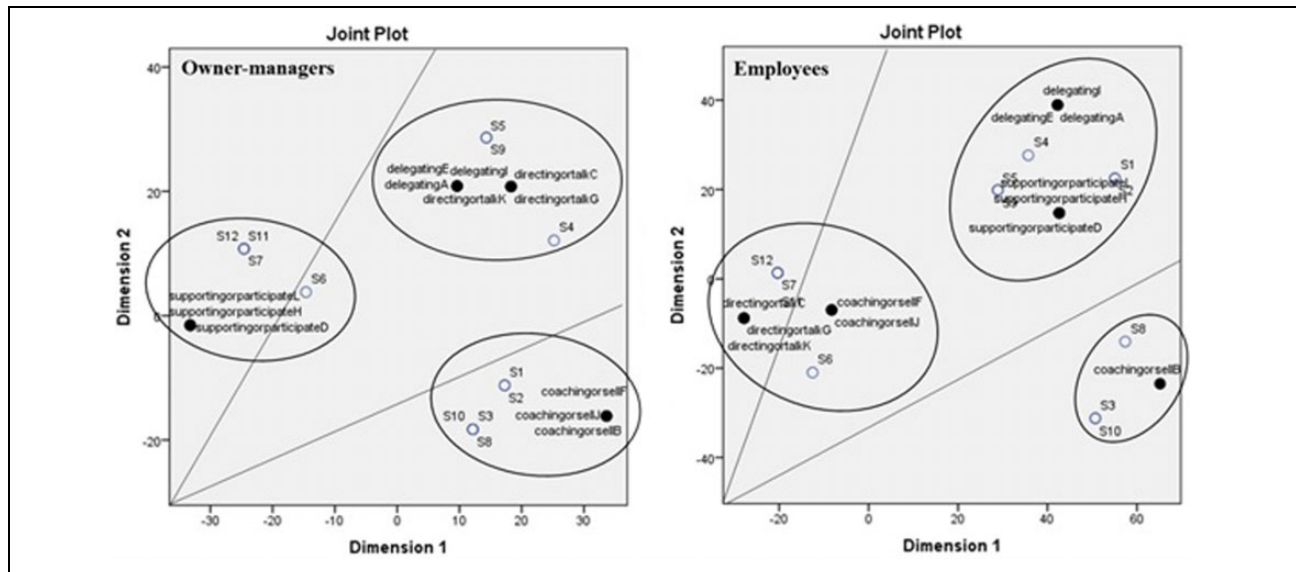 Joint Plot
Owner-managers
40
20
0
-20
S5
S9
delegatingE delegatingI directingortalkC
delegatingA
directingortalkK directingortalkG
S4
S12 S11
S7
S6
supportingorparticipateL
supportingorparticipateH
supportingorparticipateD
S1
S2
coachingorsellF
S10 S3
coachingorsellJ
S8
coachingorsellB
-30 -20 -10 0 10 20 30
Dimension 1
Dimension 2
Joint Plot
Employees
40
20
0
-20
-40
delegatingI
delegatingE delegatingA
S4
S1
S5
supportingorparticipateL
supportingorparticipateH
supportingorparticipateD
S12
S7
directingortalkC
coachingorsellF
directingortalkG
coachingorsellJ
directingortalkK
S6
S8
coachingorsellB
S3
S10
-20 0 20 40 60
Dimension 1
Dimension 2